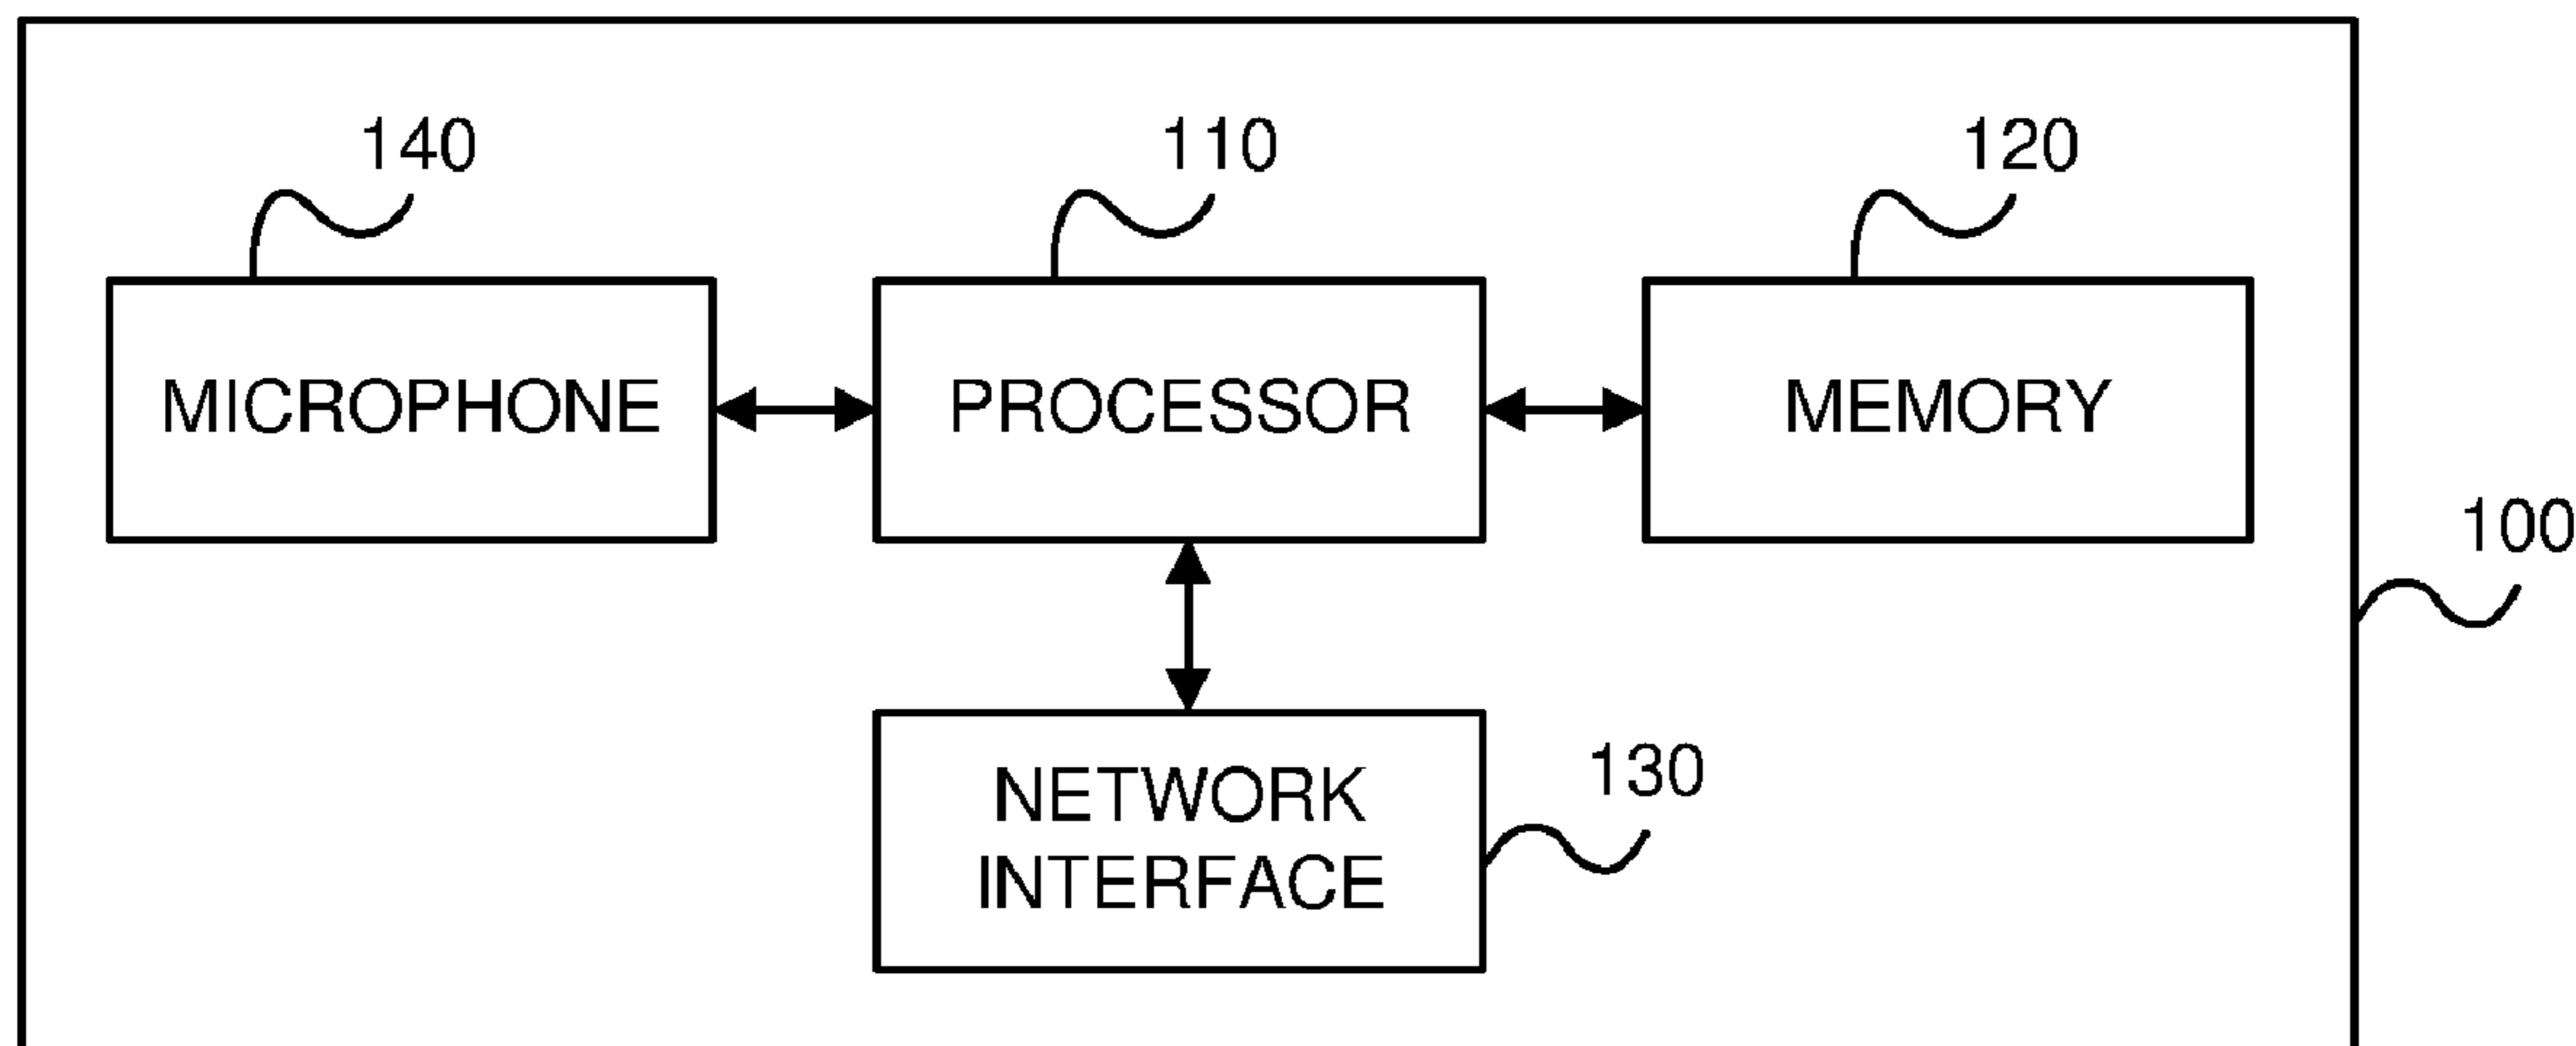 140
110
120
MICROPHONE
PROCESSOR
MEMORY
100
130
NETWORK
INTERFACE